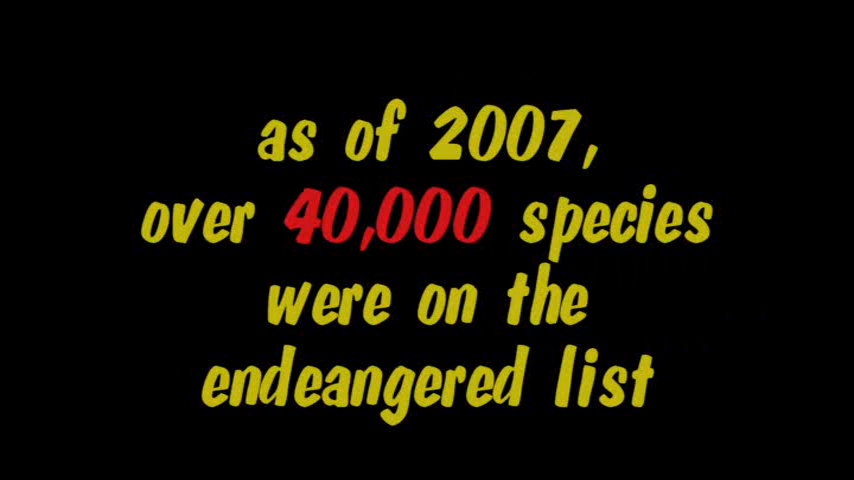 as of 2007,
over 40,000 species
were on the
endeangered list